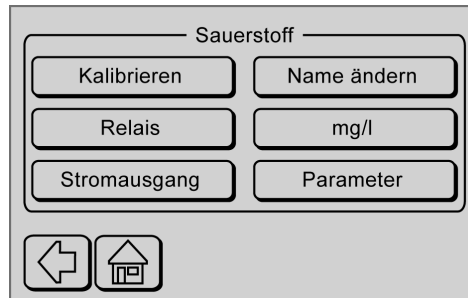 Sauerstoff
Kalibrieren
Name ändern
Relais
mg/l
Stromausgang
Parameter